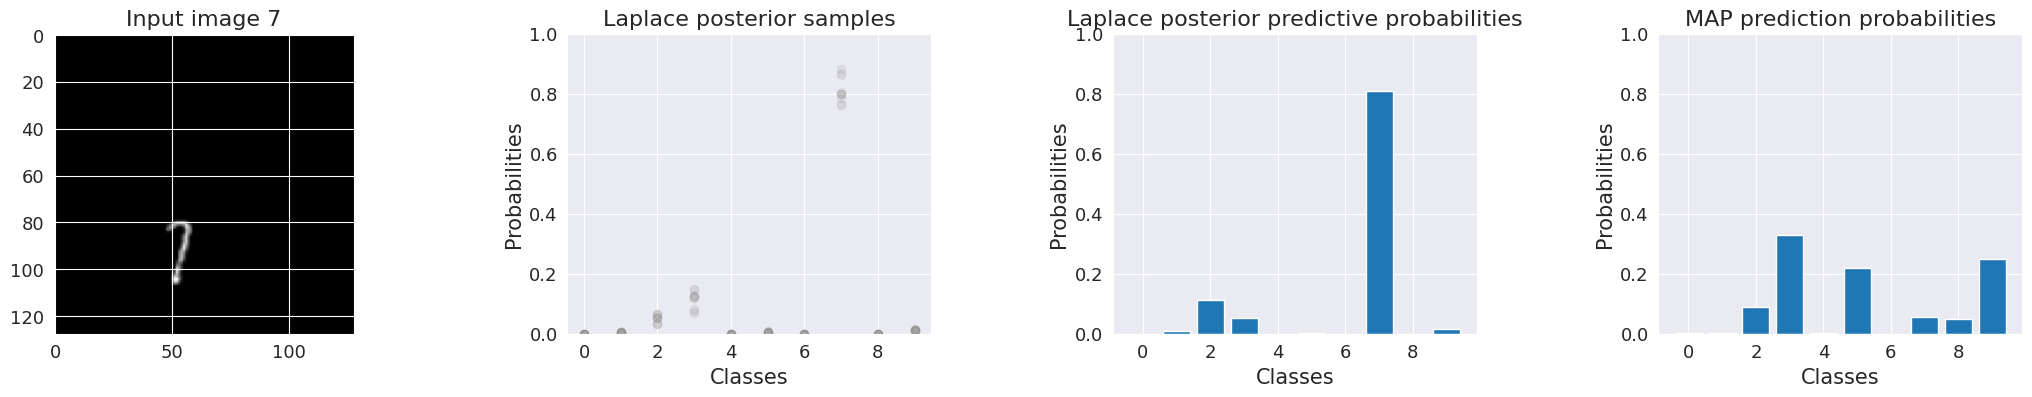 Input image 7
0
20
40
60
80
100
120
0 50 100
7
Laplace posterior samples
Probabilities
1.0
0.8
0.6
0.4
0.2
0.0
0 2 4 6 8
Classes
Laplace posterior predictive probabilities
Probabilities
1.0
0.8
0.6
0.4
0.2
0.0
0 2 4 6 8
Classes
MAP prediction probabilities
Probabilities
1.0
0.8
0.6
0.4
0.2
0.0
0 2 4 6 8
Classes